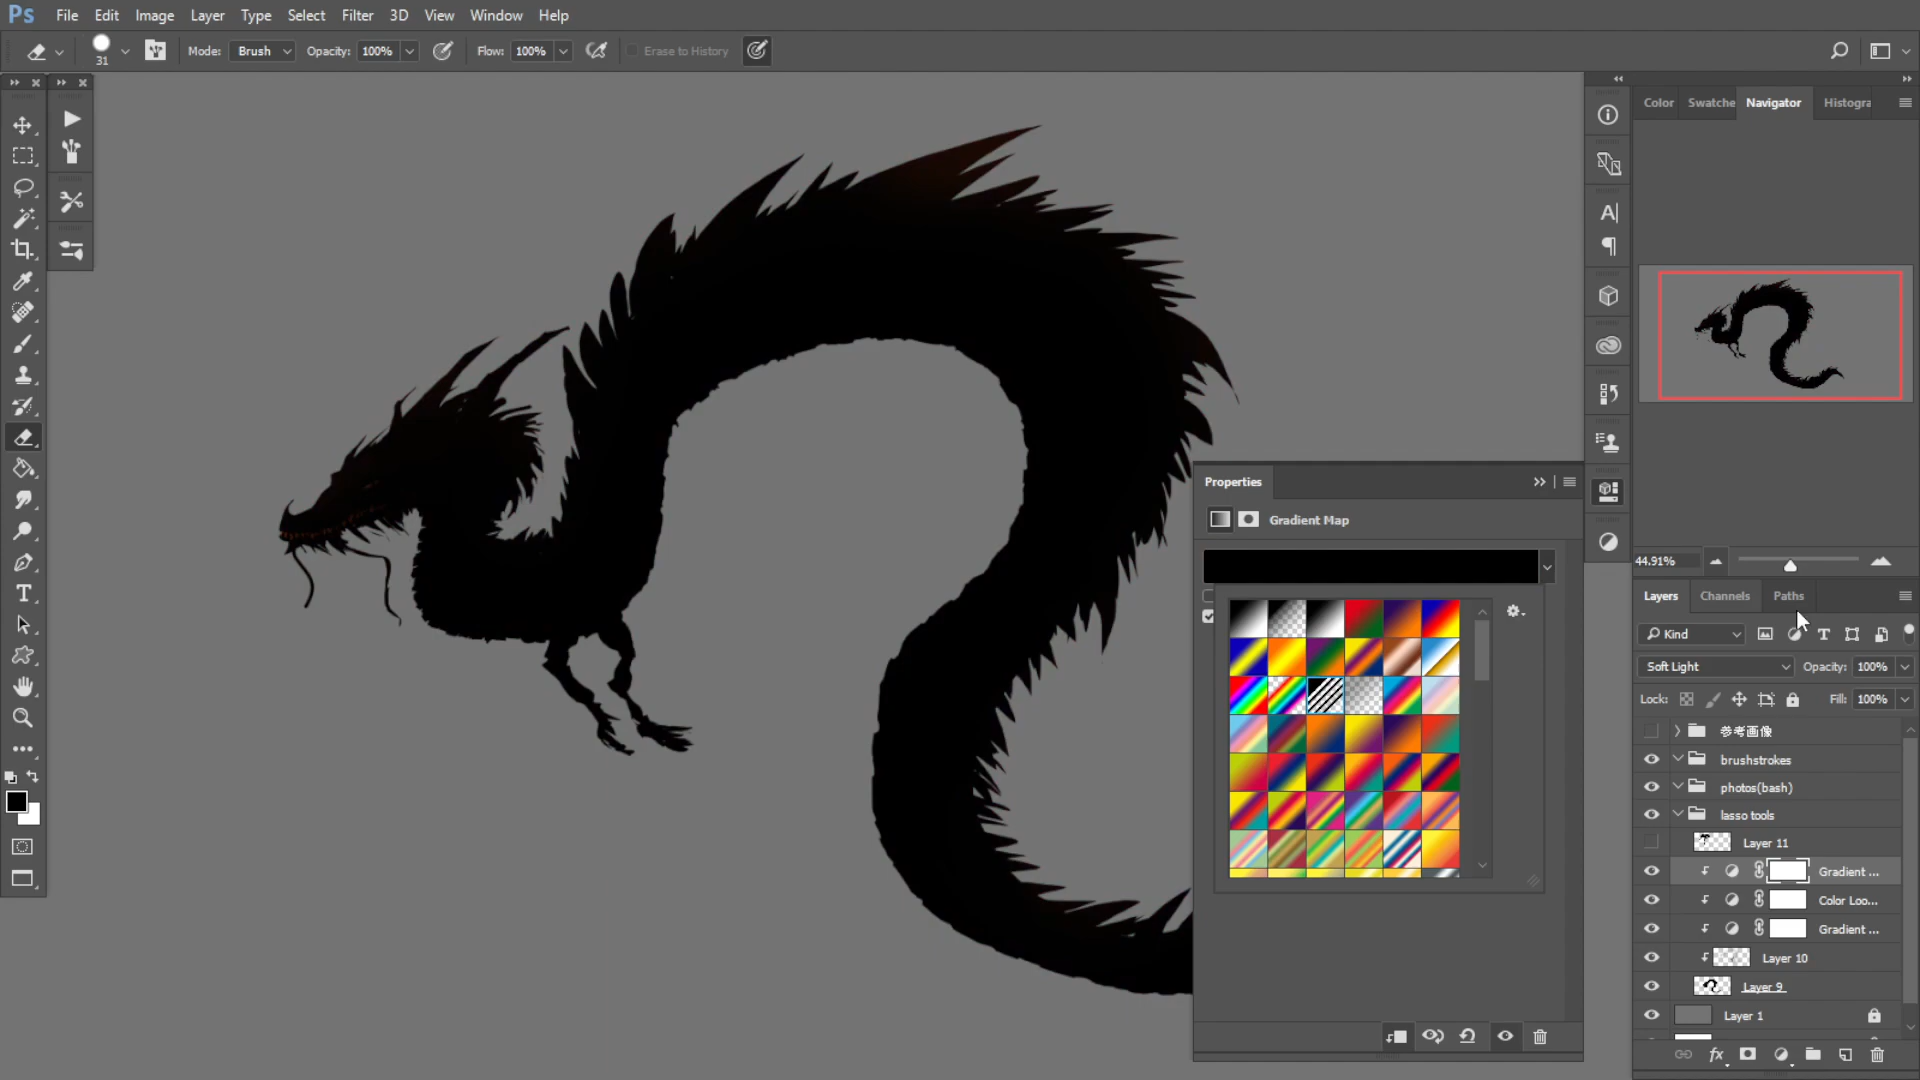 Ps File Edit Image Layer Type Select Filter 3D View Window Help
31 Mode: Brush Opacity: 100% Flow: 100% Erase to History
Color Swatche Navigator Histogra
44.91%
Layers Channels Paths
Kind
Soft Light Opacity: 100%
Lock: Fill: 100%
参考画像
brushstrokes
photos(bash)
lasso tools
Layer 11
Gradient ...
Color Loo...
Gradient ...
Layer 10
Layer 9
Layer 1
Properties
Gradient Map